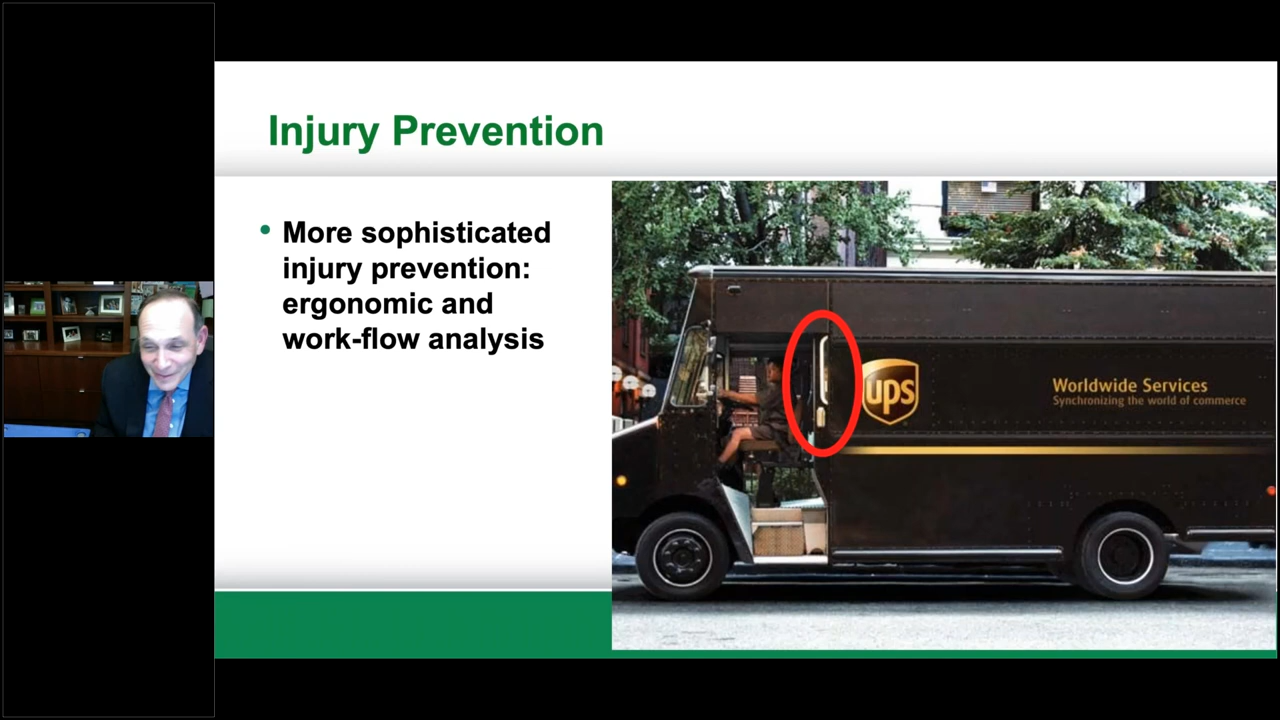 Injury Prevention
• More sophisticated
injury prevention:
ergonomic and
work-flow analysis
ups
Worldwide Services
Synchronizing the world of commerce